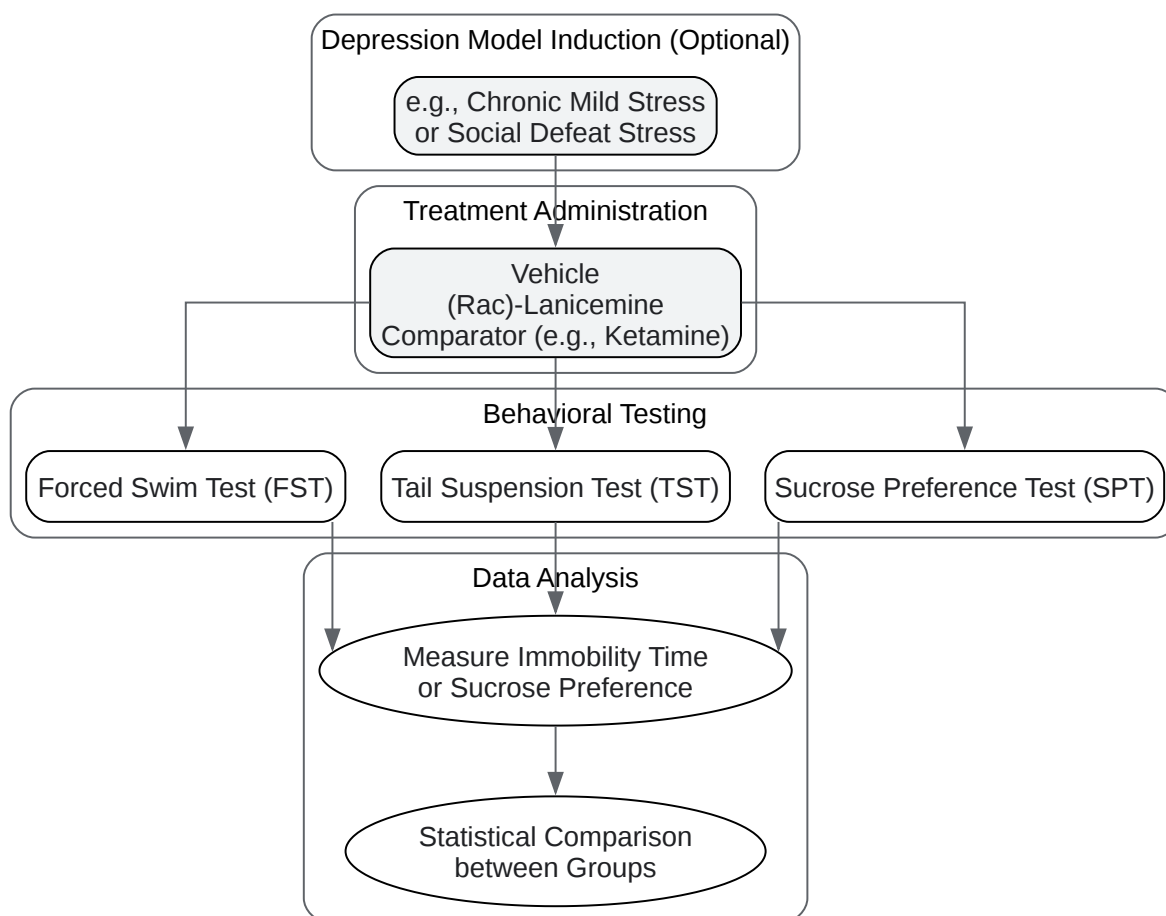 Depression Model Induction (Optional)
e.g., Chronic Mild Stress
or Social Defeat Stress
Treatment Administration
Vehicle
(Rac)-Lanicemine
Comparator (e.g., Ketamine)
Behavioral Testing
Forced Swim Test (FST)
Tail Suspension Test (TST)
Sucrose Preference Test (SPT)
Data Analysis
Measure Immobility Time
or Sucrose Preference
Statistical Comparison
between Groups